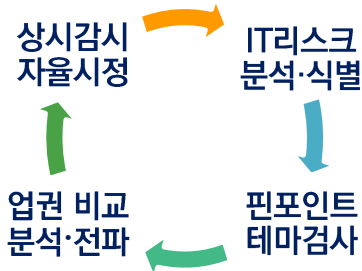 상시감시
자율시정
IT리스크
분석·식별
업권 비교
분석·전파
핀포인트
테마검사